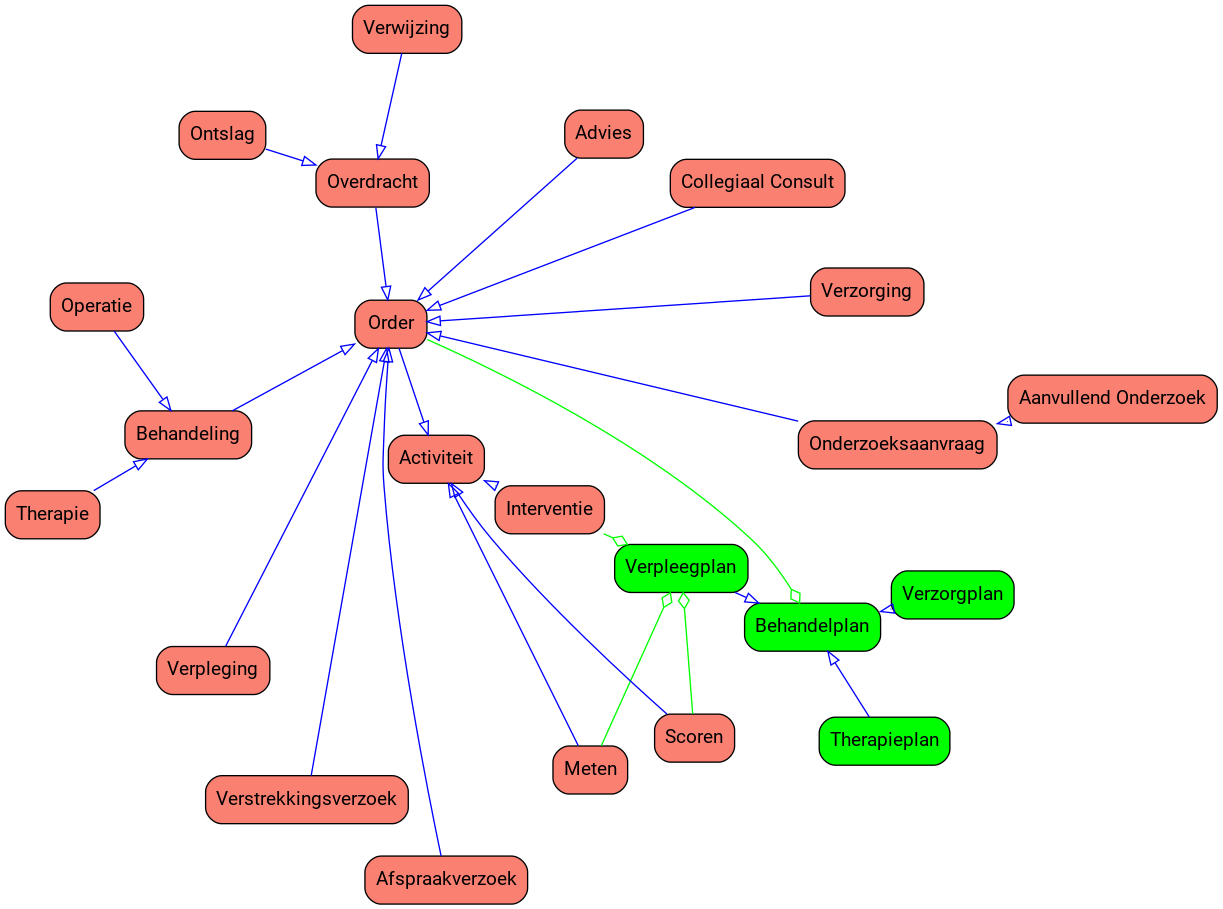 Verwijzing
Ontslag
Advies
Overdracht
Collegiaal Consult
Verzorging
Operatie
Order
Aanvullend Onderzoek
Behandeling
Onderzoeksaanvraag
Activiteit
Therapie
Interventie
Verpleegplan
Verzorgplan
Behandelplan
Verpleging
Scoren
Therapieplan
Meten
Verstrekkingsverzoek
Afspraakverzoek